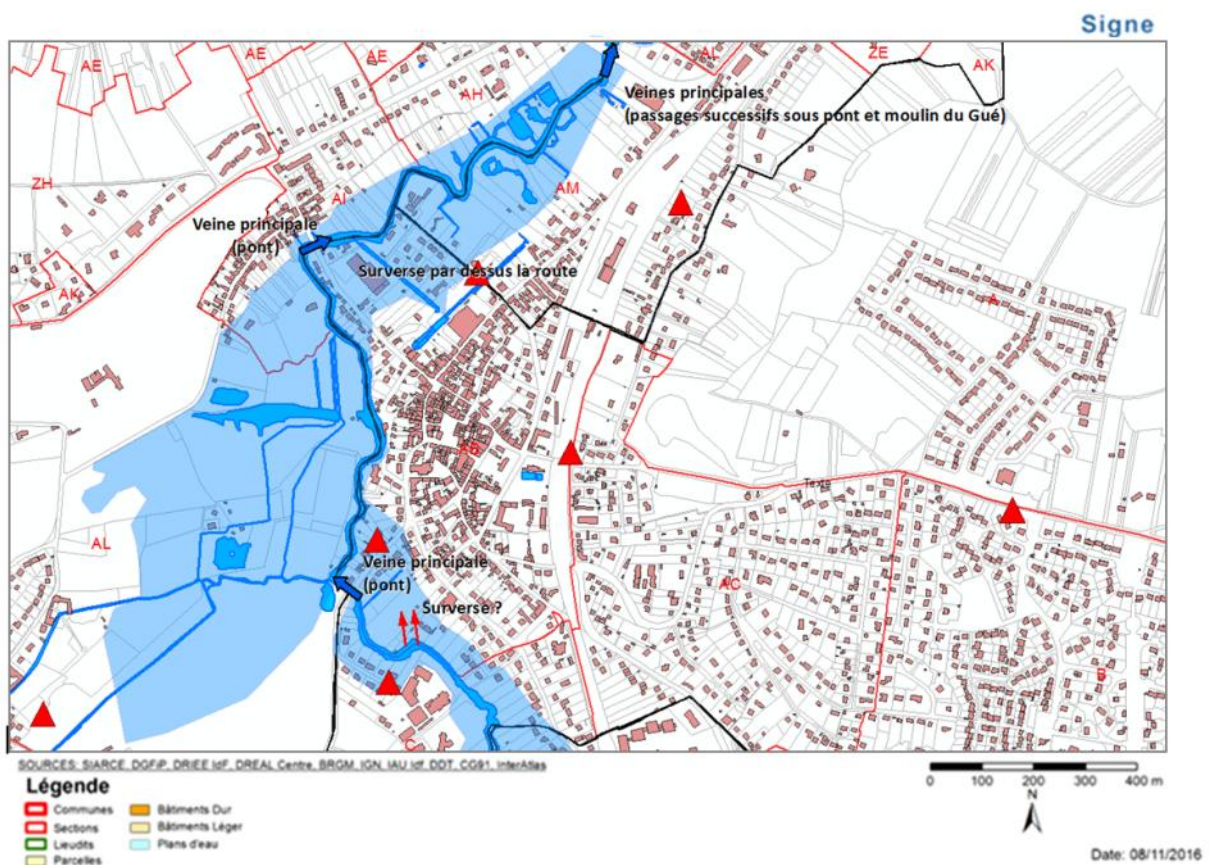 Signe
AE
AE
AE
AL
ZE
AK
AH
Veines principales
(passages successifs sous pont et moulin du Gué)
ZH
AI
AM
Veine principale
(pont)
Surverse par dessus la route
AK
A
AB
Texte
AL
Veine principale
(pont)
AC
Surverse ?
B
SOURCES: SIARCE, DGFiP, DRIEE IdF, DREAL Centre, BRGM, IGN, IAU Idf, DDT, CG91, InterAtlas
0 100 200 300 400 m
N
Légende
Communes
Sections
Lieudits
Parcelles
Bâtiments Dur
Bâtiments Léger
Plans d'eau
Date: 08/11/2016